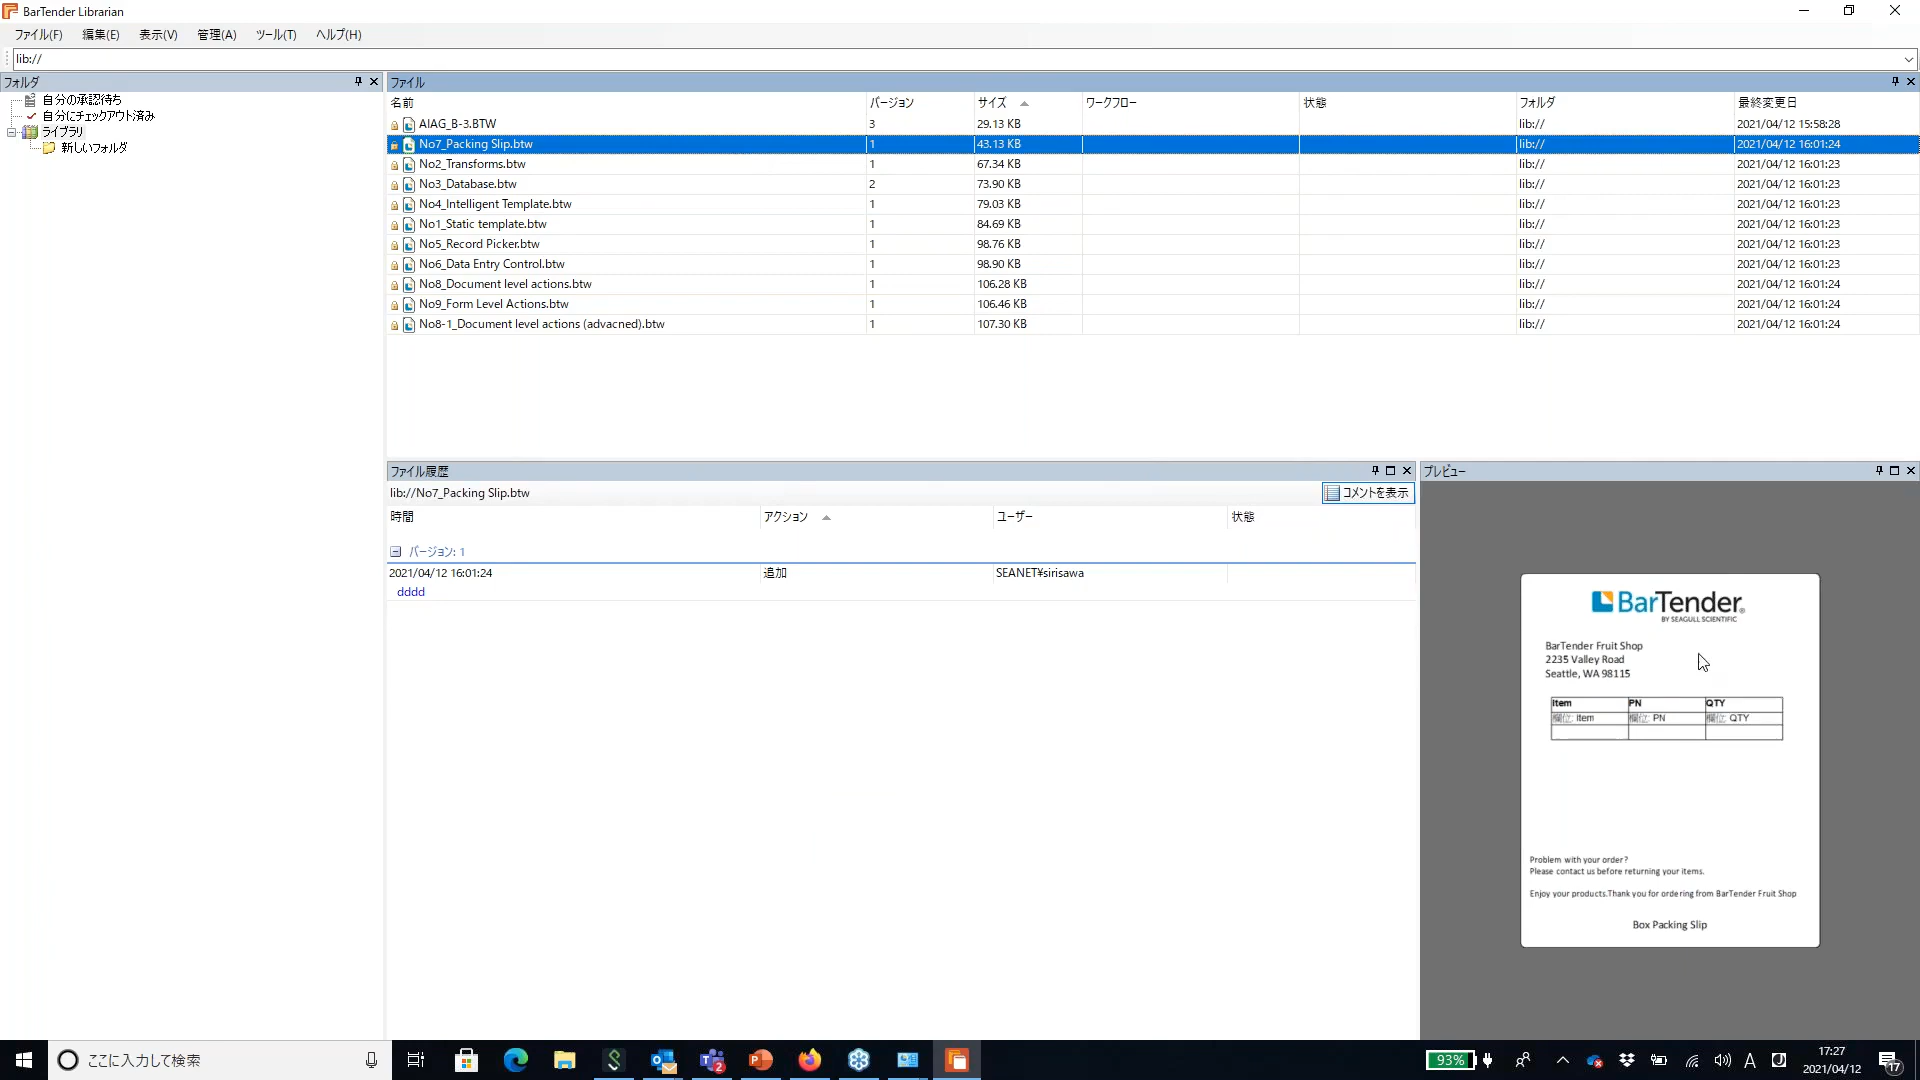 BarTender Librarian
ファイル(F) 編集(E) 表示(V) 管理(A) ツール(T) ヘルプ(H)
lib://
フォルダ
自分の承認待ち
自分にチェックアウト済み
ライブラリ
新しいフォルダ
ファイル
名前 バージョン サイズ ワークフロー 状態 フォルダ 最終変更日
AIAG_B-3.BTW 3 29.13 KB lib:// 2021/04/12 15:58:28
No7_Packing Slip.btw 1 43.13 KB lib:// 2021/04/12 16:01:24
No2_Transforms.btw 1 67.34 KB lib:// 2021/04/12 16:01:23
No3_Database.btw 2 73.90 KB lib:// 2021/04/12 16:01:23
No4_Intelligent Template.btw 1 79.03 KB lib:// 2021/04/12 16:01:23
No1_Static template.btw 1 84.69 KB lib:// 2021/04/12 16:01:23
No5_Record Picker.btw 1 98.76 KB lib:// 2021/04/12 16:01:23
No6_Data Entry Control.btw 1 98.90 KB lib:// 2021/04/12 16:01:23
No8_Document level actions.btw 1 106.28 KB lib:// 2021/04/12 16:01:24
No9_Form Level Actions.btw 1 106.46 KB lib:// 2021/04/12 16:01:24
No8-1_Document level actions (advacned).btw 1 107.30 KB lib:// 2021/04/12 16:01:24
ファイル履歴
lib://No7_Packing Slip.btw コメントを表示
時間 アクション ユーザー 状態
バージョン: 1
2021/04/12 16:01:24 追加 SEANET¥sirisawa
dddd
プレビュー
BarTender®
BY SEAGULL SCIENTIFIC
BarTender Fruit Shop
2235 Valley Road
Seattle, WA 98115
Item PN QTY
欄位: Item 欄位: PN 欄位: QTY
Problem with your order?
Please contact us before returning your items.
Enjoy your products.Thank you for ordering from BarTender Fruit Shop
Box Packing Slip
ここに入力して検索
2
93%
A
17:27
2021/04/12
17